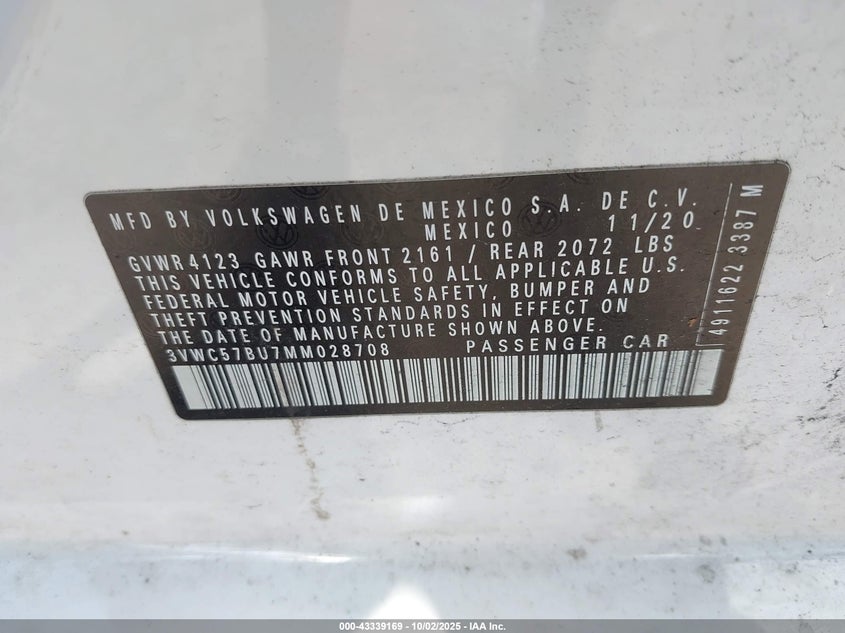 MFD BY VOLKSWAGEN DE MEXICO S.A. DE C.V.
MEXICO 11/20
GVWR 4123 GAWR FRONT 2161 / REAR 2072 LBS
THIS VEHICLE CONFORMS TO ALL APPLICABLE U.S.
FEDERAL MOTOR VEHICLE SAFETY, BUMPER AND
THEFT PREVENTION STANDARDS IN EFFECT ON
THE DATE OF MANUFACTURE SHOWN ABOVE.
3VWC57BU7MM028708 PASSENGER CAR
4911622 3387 M
000-43339169 - 10/02/2025 - IAA Inc.